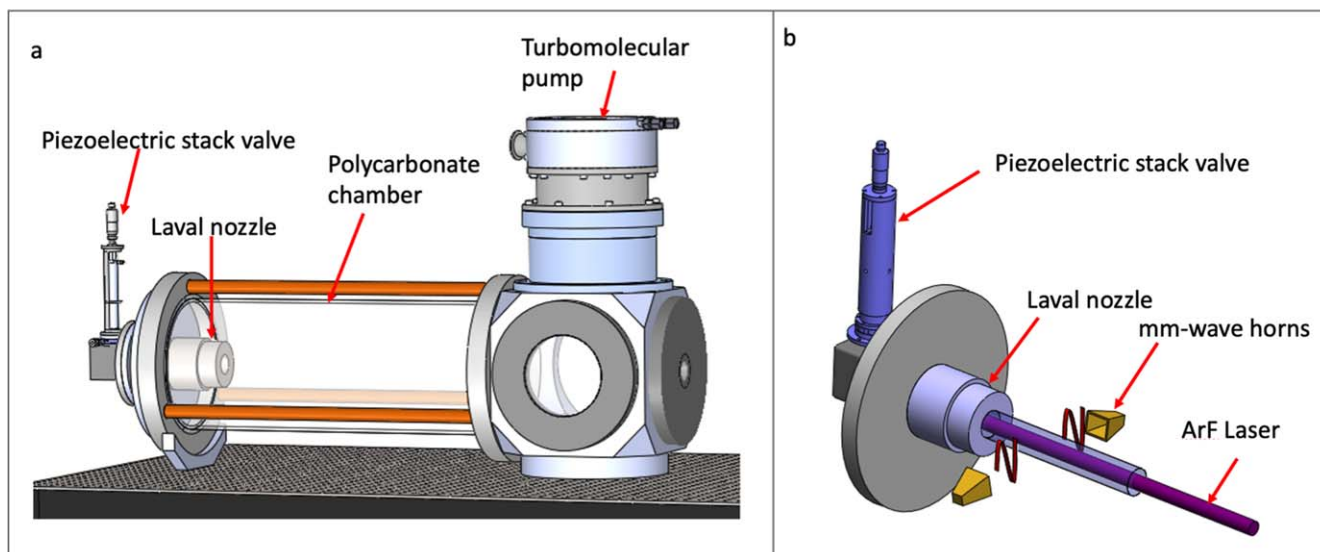 a
Turbomolecular
pump
Piezoelectric stack valve
Polycarbonate
chamber
Laval nozzle
b
Piezoelectric stack valve
Laval nozzle
mm-wave horns
ArF Laser